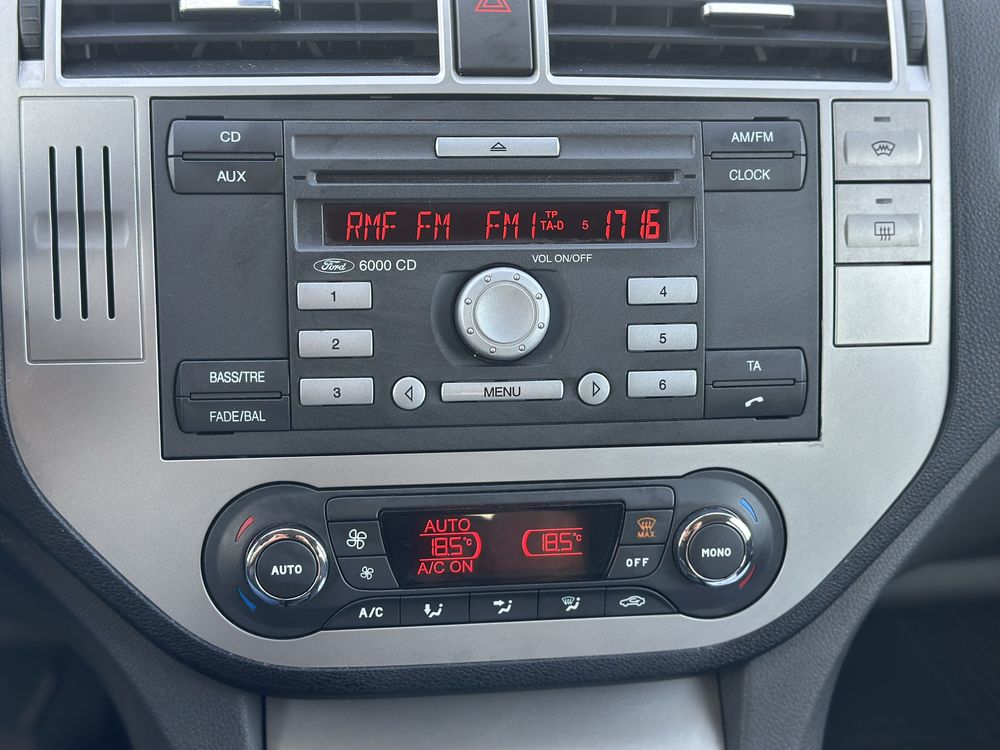 CD
AUX
AM/FM
CLOCK
RMF FM FM1 TP TA-D 5 17 16
Ford 6000 CD
VOL ON/OFF
1
4
2
5
3
MENU
6
BASS/TRE
FADE/BAL
TA
AUTO
18.5°c
A/C ON
18.5°c
MAX
AUTO
OFF
MONO
A/C